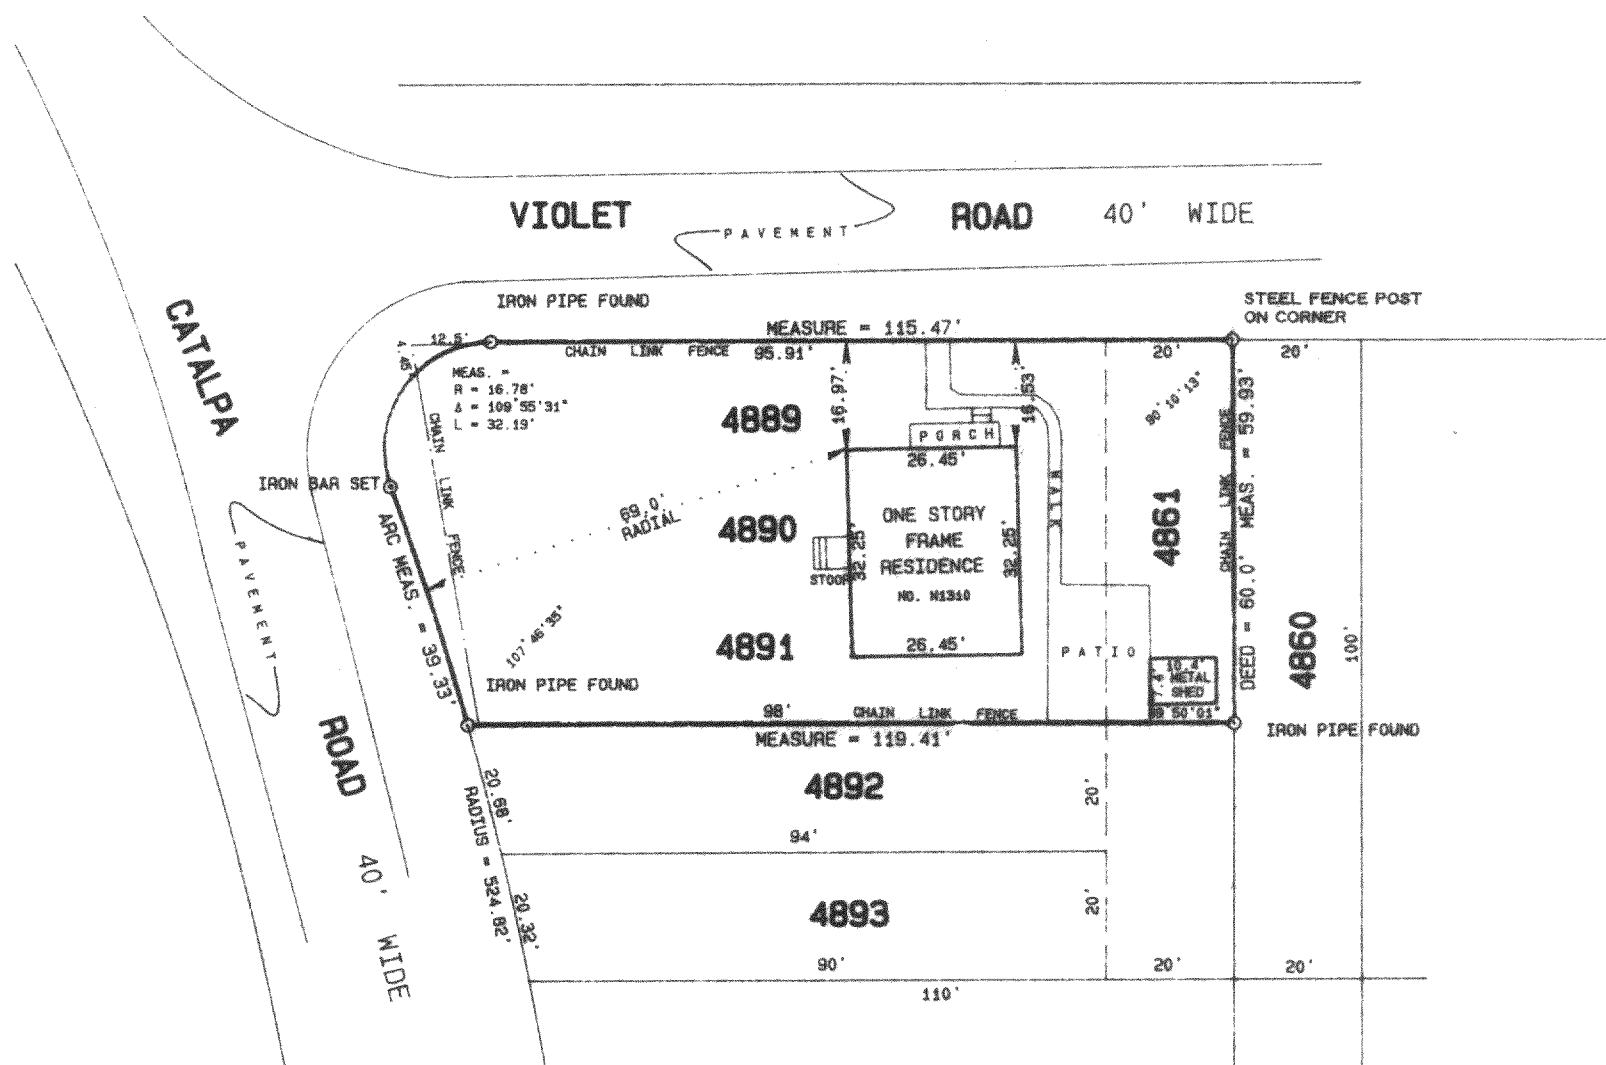 VIOLET ROAD 40' WIDE
PAVEMENT
CATALPA ROAD 40' WIDE
PAVEMENT
IRON PIPE FOUND
STEEL FENCE POST
ON CORNER
MEASURE = 115.47'
12.5'
CHAIN LINK FENCE 95.91'
20'
20'
4.45'
MEAS. =
R = 16.78'
Δ = 109°55'31"
L = 32.19'
CHAIN LINK FENCE
4889
16.97'
16.53'
PORCH
26.45'
90°10'13"
CHAIN LINK FENCE
DEED = 60.0' MEAS. = 59.93'
IRON BAR SET
ARC MEAS. = 39.33'
69.0'
RADIAL
4890
ONE STORY
FRAME
RESIDENCE
NO. N1310
32.25'
32.25'
STOOP
WALK
4861
4860
100'
107°46'35"
4891
26.45'
PATIO
10.4'
7.4'
METAL
SHED
89°50'01"
IRON PIPE FOUND
98'
CHAIN LINK FENCE
MEASURE = 119.41'
IRON PIPE FOUND
20.68'
RADIUS = 524.82'
4892
20'
94'
20.32'
4893
20'
90'
20'
20'
110'